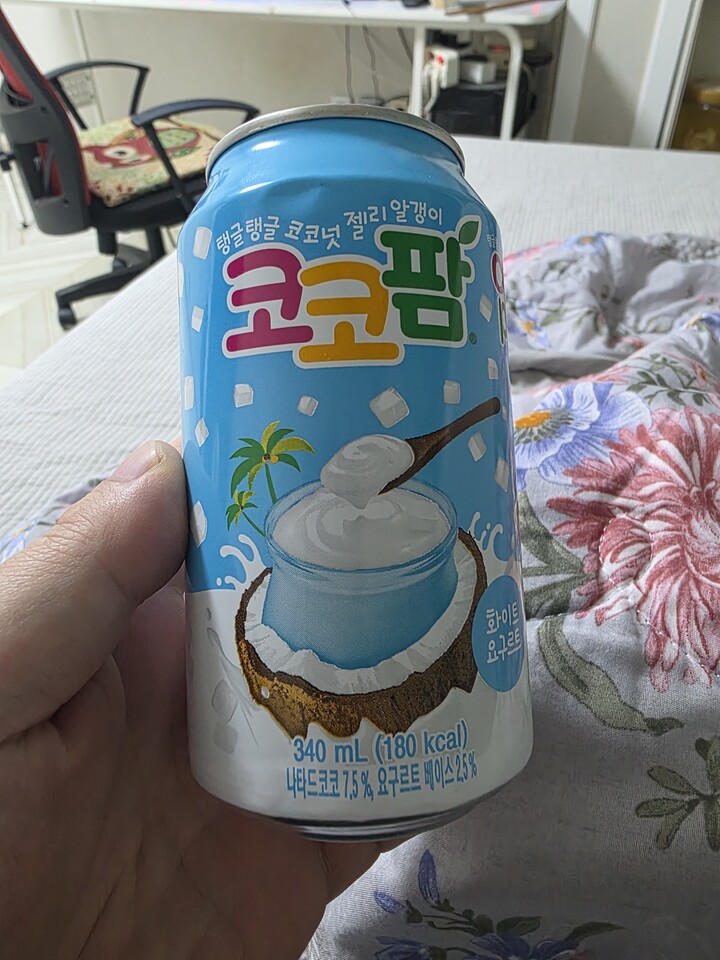 탱글탱글 코코넛 젤리 알갱이
코코팜
화이트
요구르트
340 mL (180 kcal)
나타드코코 7.5 %, 요구르트 베이스 2.5 %